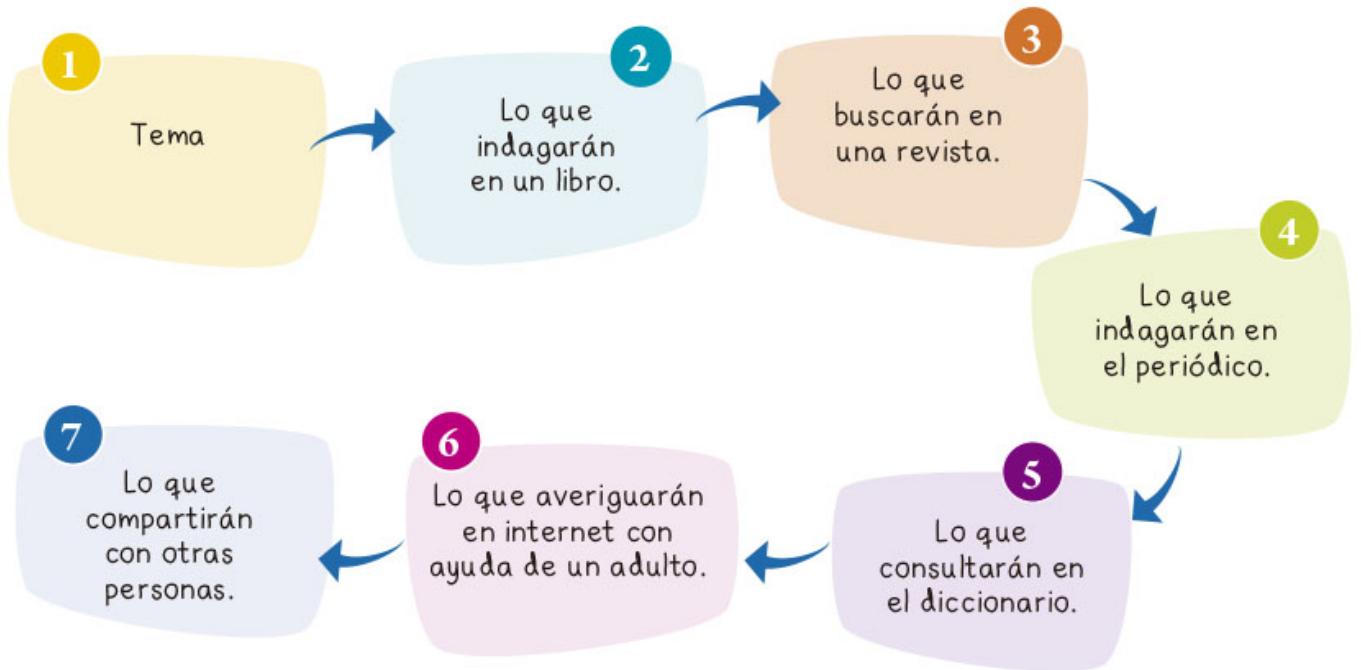 1
Tema
2
Lo que
indagarán
en un libro.
3
Lo que
buscarán en
una revista.
4
Lo que
indagarán en
el periódico.
5
Lo que
consultarán en
el diccionario.
6
Lo que averiguarán
en internet con
ayuda de un adulto.
7
Lo que
compartirán
con otras
personas.